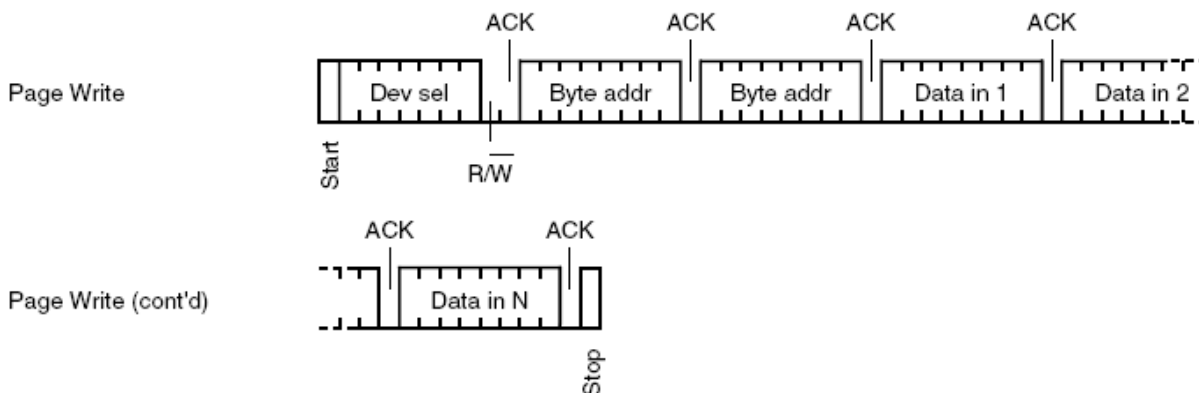 ACK ACK ACK ACK
Page Write Dev sel Byte addr Byte addr Data in 1 Data in 2
Start
R/W̅
ACK ACK
Page Write (cont'd) Data in N
Stop